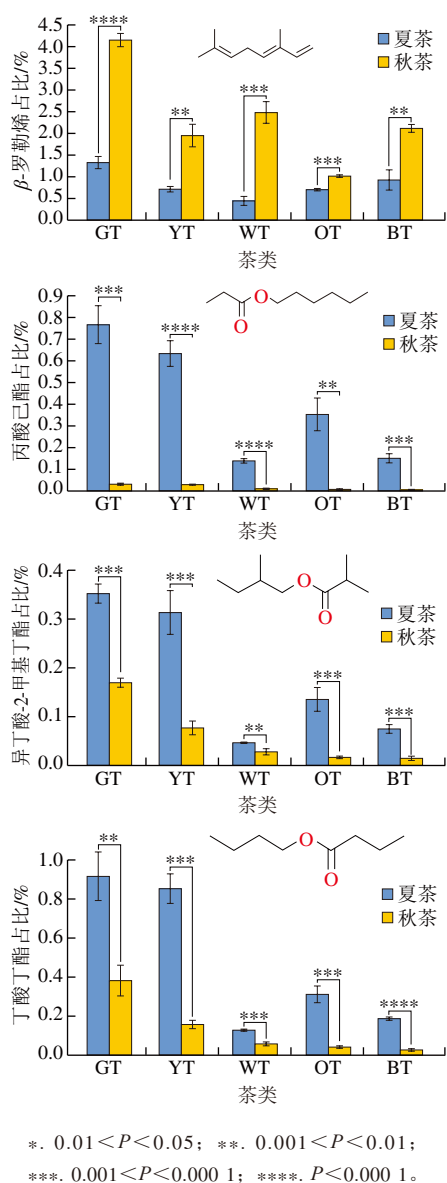 ****
4.5
4.0
3.5
3.0
2.5
2.0
1.5
1.0
0.5
0.0
β-罗勒烯占比/%
**
***
***
**
夏茶
秋茶
GT YT WT OT BT
茶类
0.9
0.8
0.7
0.6
0.5
0.4
0.3
0.2
0.1
0.0
丙酸己酯占比/%
***
****
****
**
***
O
O
夏茶
秋茶
GT YT WT OT BT
茶类
0.4
0.3
0.2
0.1
0.0
异丁酸-2-甲基丁酯占比/%
***
***
**
***
***
O
O
夏茶
秋茶
GT YT WT OT BT
茶类
1.0
0.8
0.6
0.4
0.2
0.0
丁酸丁酯占比/%
**
***
***
***
****
O
O
夏茶
秋茶
GT YT WT OT BT
茶类
*. 0.01<P<0.05；**. 0.001<P<0.01；
***. 0.001<P<0.000 1；****. P<0.000 1。